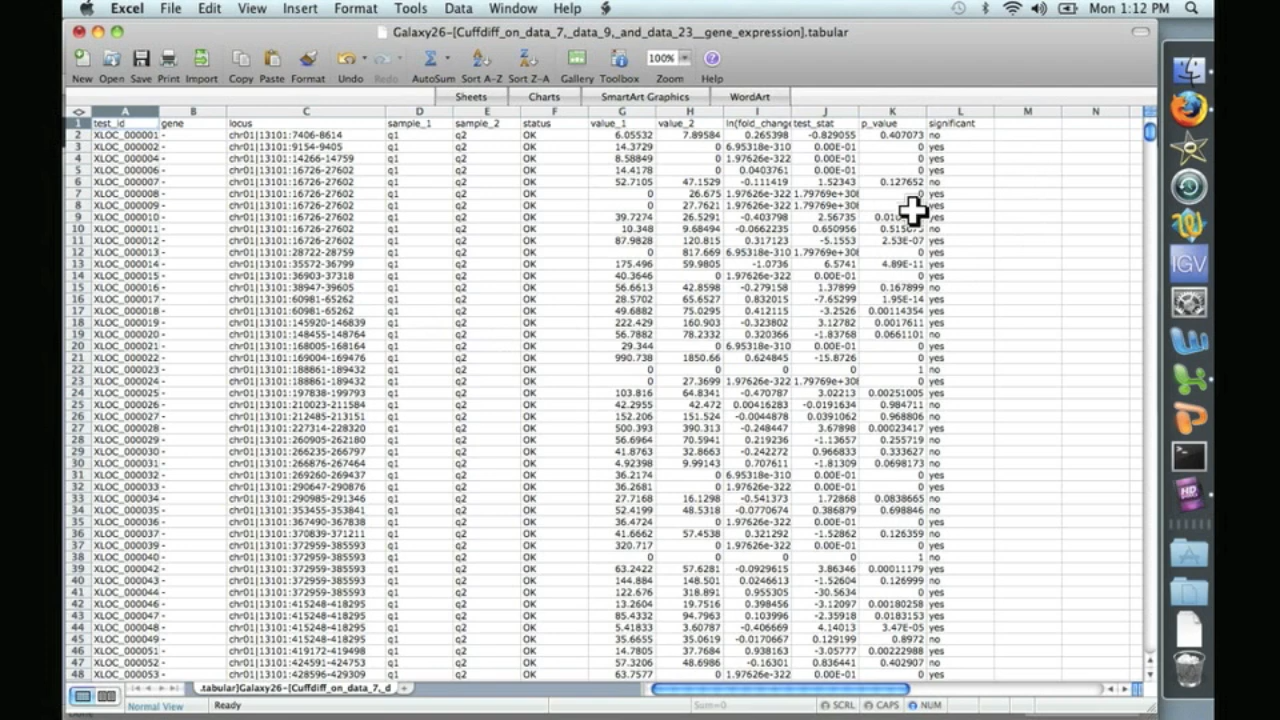 Excel File Edit View Insert Format Tools Data Window Help Mon 1:12 PM
Galaxy26-[Cuffdiff_on_data_7,_data_9,_and_data_23__gene_expression].tabular
100%
New Open Save Print Import Copy Paste Format Undo Redo AutoSum Sort A-Z Sort Z-A Gallery Toolbox Zoom Help
Sheets Charts SmartArt Graphics WordArt
A B C D E F G H I J K L M N
1 test_id gene locus sample_1 sample_2 status value_1 value_2 ln(fold_change test_stat p_value significant
2 XLOC_000001 - chr01|13101:7406-8614 q1 q2 OK 6.05532 7.89584 0.265398 -0.829055 0.407073 no
3 XLOC_000002 - chr01|13101:9154-9405 q1 q2 OK 14.3729 0 6.95318e-310 0.00E-01 0 yes
4 XLOC_000004 - chr01|13101:14266-14759 q1 q2 OK 8.58849 0 1.97626e-322 0.00E-01 0 yes
5 XLOC_000006 - chr01|13101:16726-27602 q1 q2 OK 14.4178 0 0.0403761 0.00E-01 0 yes
6 XLOC_000007 - chr01|13101:16726-27602 q1 q2 OK 52.7105 47.1529 -0.111419 1.52343 0.127652 no
7 XLOC_000008 - chr01|13101:16726-27602 q1 q2 OK 0 26.675 1.97626e-322 1.79769e+30 0 yes
8 XLOC_000009 - chr01|13101:16726-27602 q1 q2 OK 0 27.7621 1.97626e-322 1.79769e+30 yes
9 XLOC_000010 - chr01|13101:16726-27602 q1 q2 OK 39.7274 26.5291 -0.403798 2.56735 yes
10 XLOC_000011 - chr01|13101:16726-27602 q1 q2 OK 10.348 9.68494 -0.0662235 0.650956 no
11 XLOC_000012 - chr01|13101:16726-27602 q1 q2 OK 87.9828 120.815 0.317123 -5.1553 2.53E-07 yes
12 XLOC_000013 - chr01|13101:28722-28759 q1 q2 OK 0 817.669 6.95318e-310 1.79769e+30 0 yes
13 XLOC_000014 - chr01|13101:35572-36799 q1 q2 OK 175.496 59.9805 -1.0736 6.5741 4.89E-11 yes
14 XLOC_000015 - chr01|13101:36903-37318 q1 q2 OK 40.3646 0 1.97626e-322 0.00E-01 0 yes
15 XLOC_000016 - chr01|13101:38947-39605 q1 q2 OK 56.6613 42.8598 -0.279158 1.37899 0.167899 no
16 XLOC_000017 - chr01|13101:60981-65262 q1 q2 OK 28.5702 65.6527 0.832015 -7.65299 1.95E-14 yes
17 XLOC_000018 - chr01|13101:60981-65262 q1 q2 OK 49.6882 75.0295 0.412115 -3.2526 0.00114354 yes
18 XLOC_000019 - chr01|13101:145920-146839 q1 q2 OK 222.429 160.903 -0.323802 3.12782 0.0017611 yes
19 XLOC_000020 - chr01|13101:148455-148764 q1 q2 OK 56.7882 78.2332 0.320366 -1.83768 0.0661101 no
20 XLOC_000021 - chr01|13101:168005-168164 q1 q2 OK 29.344 0 6.95318e-310 0.00E-01 0 yes
21 XLOC_000022 - chr01|13101:169004-169476 q1 q2 OK 990.738 1850.66 0.624845 -15.8726 0 yes
22 XLOC_000023 - chr01|13101:188861-189432 q1 q2 OK 0 0 0 0 1 no
23 XLOC_000024 - chr01|13101:188861-189432 q1 q2 OK 0 27.3699 1.97626e-322 1.79769e+30 0 yes
24 XLOC_000025 - chr01|13101:197838-199793 q1 q2 OK 103.816 64.8341 -0.470787 3.02213 0.00251005 yes
25 XLOC_000026 - chr01|13101:210023-211584 q1 q2 OK 42.2955 42.472 0.00416283 -0.0191634 0.984711 no
26 XLOC_000027 - chr01|13101:212485-213151 q1 q2 OK 152.206 151.524 -0.0044878 0.0391062 0.968806 no
27 XLOC_000028 - chr01|13101:227314-228320 q1 q2 OK 500.393 390.313 -0.248447 3.67898 0.00023417 yes
28 XLOC_000029 - chr01|13101:260905-262180 q1 q2 OK 56.6964 70.5941 0.219236 -1.13657 0.255719 no
29 XLOC_000030 - chr01|13101:266235-266797 q1 q2 OK 41.8763 32.8663 -0.242272 0.966833 0.333627 no
30 XLOC_000031 - chr01|13101:266876-267464 q1 q2 OK 4.92398 9.99143 0.707611 -1.81309 0.0698173 no
31 XLOC_000032 - chr01|13101:269260-269437 q1 q2 OK 36.2174 0 6.95318e-310 0.00E-01 0 yes
32 XLOC_000033 - chr01|13101:290647-290876 q1 q2 OK 36.2681 0 1.97626e-322 0.00E-01 0 yes
33 XLOC_000034 - chr01|13101:290985-291346 q1 q2 OK 27.7168 16.1298 -0.541373 1.72868 0.0838665 no
34 XLOC_000035 - chr01|13101:353455-353841 q1 q2 OK 52.4199 48.5318 -0.0770674 0.386879 0.698846 no
35 XLOC_000036 - chr01|13101:367490-367838 q1 q2 OK 36.4724 0 1.97626e-322 0.00E-01 0 yes
36 XLOC_000037 - chr01|13101:370839-371211 q1 q2 OK 41.6662 57.4538 0.321292 -1.52862 0.126359 no
37 XLOC_000039 - chr01|13101:372959-385593 q1 q2 OK 320.717 0 1.97626e-322 0.00E-01 0 yes
38 XLOC_000040 - chr01|13101:372959-385593 q1 q2 OK 0 0 0 0 1 no
39 XLOC_000042 - chr01|13101:372959-385593 q1 q2 OK 63.2422 57.6281 -0.0929615 3.86346 0.00011179 yes
40 XLOC_000043 - chr01|13101:372959-385593 q1 q2 OK 144.884 148.501 0.0246613 -1.52604 0.126999 no
41 XLOC_000044 - chr01|13101:372959-385593 q1 q2 OK 122.676 318.891 0.955305 -30.5634 0 yes
42 XLOC_000046 - chr01|13101:415248-418295 q1 q2 OK 13.2604 19.7516 0.398456 -3.12097 0.00180258 yes
43 XLOC_000047 - chr01|13101:415248-418295 q1 q2 OK 85.4332 94.7963 0.103996 -2.35918 0.0183153 yes
44 XLOC_000048 - chr01|13101:415248-418295 q1 q2 OK 5.41833 3.60787 -0.406669 4.14013 3.47E-05 yes
45 XLOC_000049 - chr01|13101:415248-418295 q1 q2 OK 35.6655 35.0619 -0.0170667 0.129199 0.8972 no
46 XLOC_000051 - chr01|13101:419172-419498 q1 q2 OK 14.7805 37.7684 0.938163 -3.05777 0.00222988 yes
47 XLOC_000052 - chr01|13101:424591-424753 q1 q2 OK 57.3206 48.6986 -0.16301 0.836441 0.402907 no
48 XLOC_000053 - chr01|13101:428596-429309 q1 q2 OK 63.7577 0 1.97626e-322 0.00E-01 0 yes
.tabular]Galaxy26-[Cuffdiff_on_data_7,_d
Normal View Ready Sum=0 SCRL CAPS NUM
IGV
HD